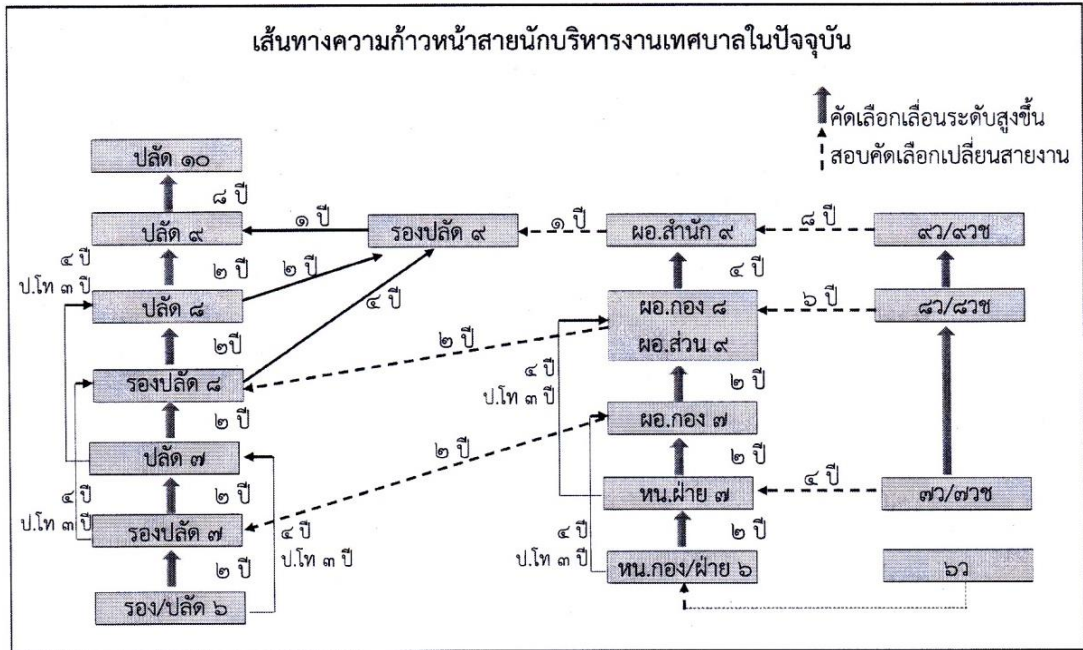 เส้นทางความก้าวหน้าสายนักบริหารงานเทศบาลในปัจจุบัน
คัดเลือกเลื่อนระดับสูงขึ้น
สอบคัดเลือกเปลี่ยนสายงาน
ปลัด ๑๐
๘ ปี
ปลัด ๙
๑ ปี
รองปลัด ๙
๑ ปี
ผอ.สำนัก ๙
๘ ปี
๙ว/๙วช
๔ ปี
ป.โท ๓ ปี
๒ ปี
๒ ปี
๔ ปี
๔ ปี
ปลัด ๘
ผอ.กอง ๘
ผอ.ส่วน ๙
๖ ปี
๘ว/๘วช
๒ปี
๒ ปี
๔ ปี
ป.โท ๓ ปี
๒ ปี
รองปลัด ๘
๒ ปี
ผอ.กอง ๗
ปลัด ๗
๒ ปี
๒ ปี
๔ ปี
ป.โท ๓ ปี
๒ ปี
หน.ฝ่าย ๗
๔ ปี
๗ว/๗วช
รองปลัด ๗
๔ ปี
ป.โท ๓ ปี
๔ ปี
ป.โท ๓ ปี
๒ ปี
๒ ปี
หน.กอง/ฝ่าย ๖
๖ว
รอง/ปลัด ๖